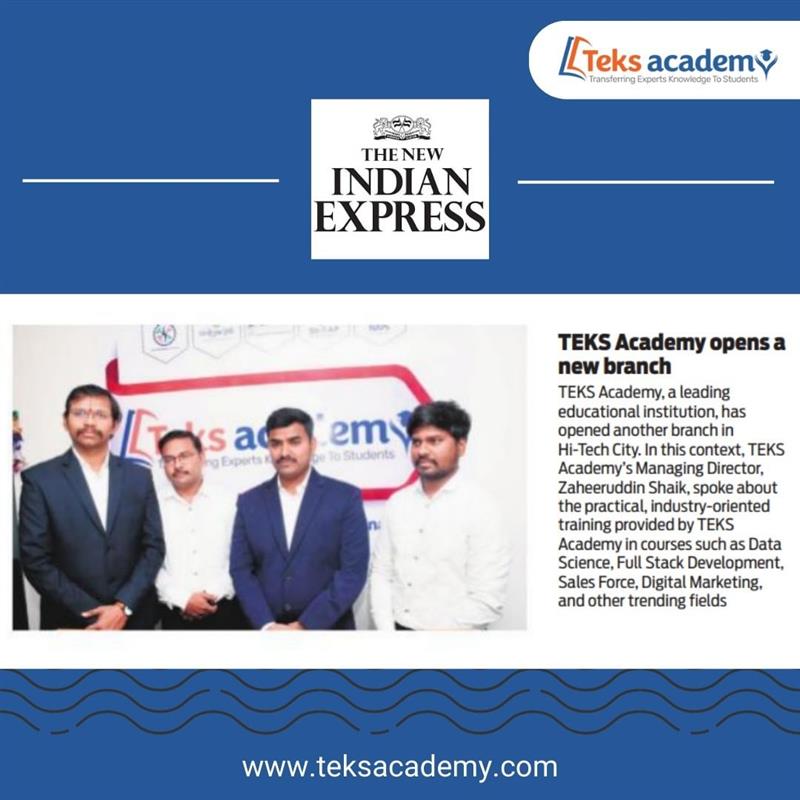 Teks academy
Transferring Experts Knowledge To Students
THE NEW
INDIAN
EXPRESS
Teks academy
Transferring Experts Knowledge To Students
TEKS Academy opens a
new branch
TEKS Academy, a leading
educational institution, has
opened another branch in
Hi-Tech City. In this context, TEKS
Academy's Managing Director,
Zaheeruddin Shaik, spoke about
the practical, industry-oriented
training provided by TEKS
Academy in courses such as Data
Science, Full Stack Development,
Sales Force, Digital Marketing,
and other trending fields
www.teksacademy.com